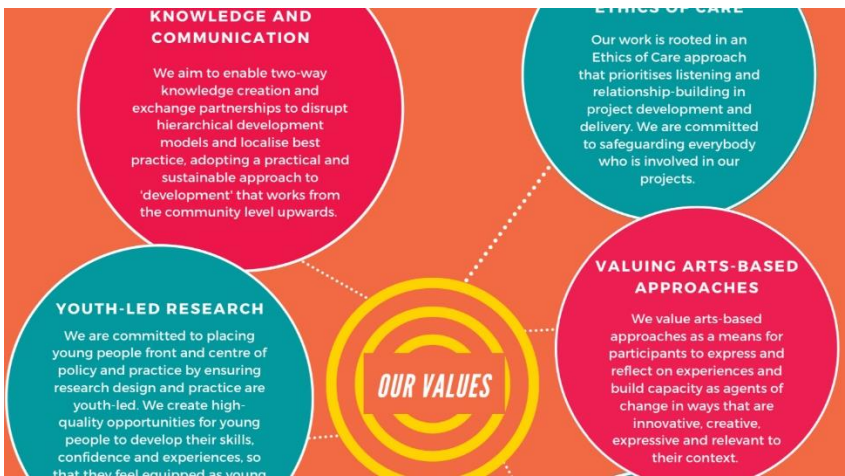 KNOWLEDGE AND
COMMUNICATION
We aim to enable two-way
knowledge creation and
exchange partnerships to disrupt
hierarchical development
models and localise best
practice, adopting a practical and
sustainable approach to
'development' that works from
the community level upwards.
ETHICS OF CARE
Our work is rooted in an
Ethics of Care approach
that prioritises listening and
relationship-building in
project development and
delivery. We are committed
to safeguarding everybody
who is involved in our
projects.
YOUTH-LED RESEARCH
We are committed to placing
young people front and centre of
policy and practice by ensuring
research design and practice are
youth-led. We create high-
quality opportunities for young
people to develop their skills,
confidence and experiences, so
that they feel equipped as young
OUR VALUES
VALUING ARTS-BASED
APPROACHES
We value arts-based
approaches as a means for
participants to express and
reflect on experiences and
build capacity as agents of
change in ways that are
innovative, creative,
expressive and relevant to
their context.